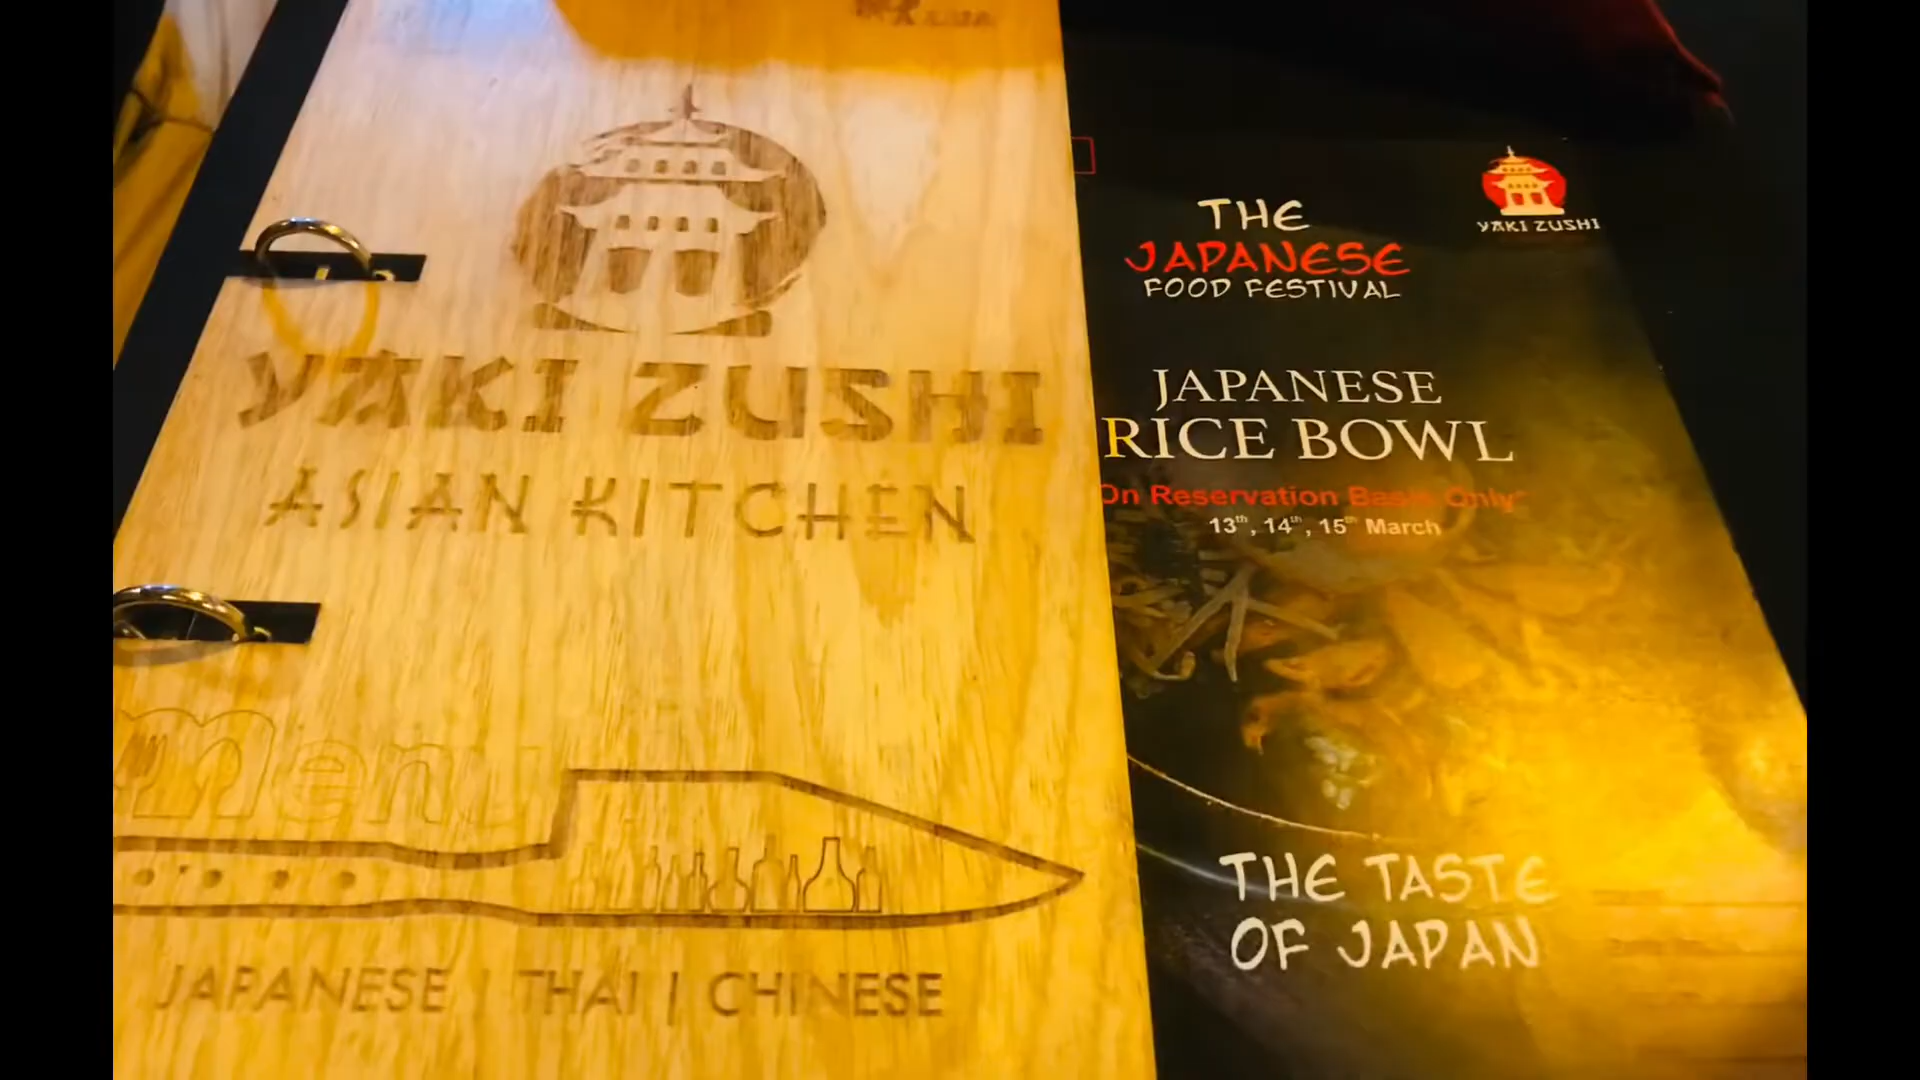 YAKI ZUSHI
ASIAN KITCHEN
Menu
JAPANESE | THAI | CHINESE
THE
JAPANESE
FOOD FESTIVAL
YAKI ZUSHI
JAPANESE
RICE BOWL
On Reservation Basis Only"
13th, 14th, 15th March
THE TASTE
OF JAPAN